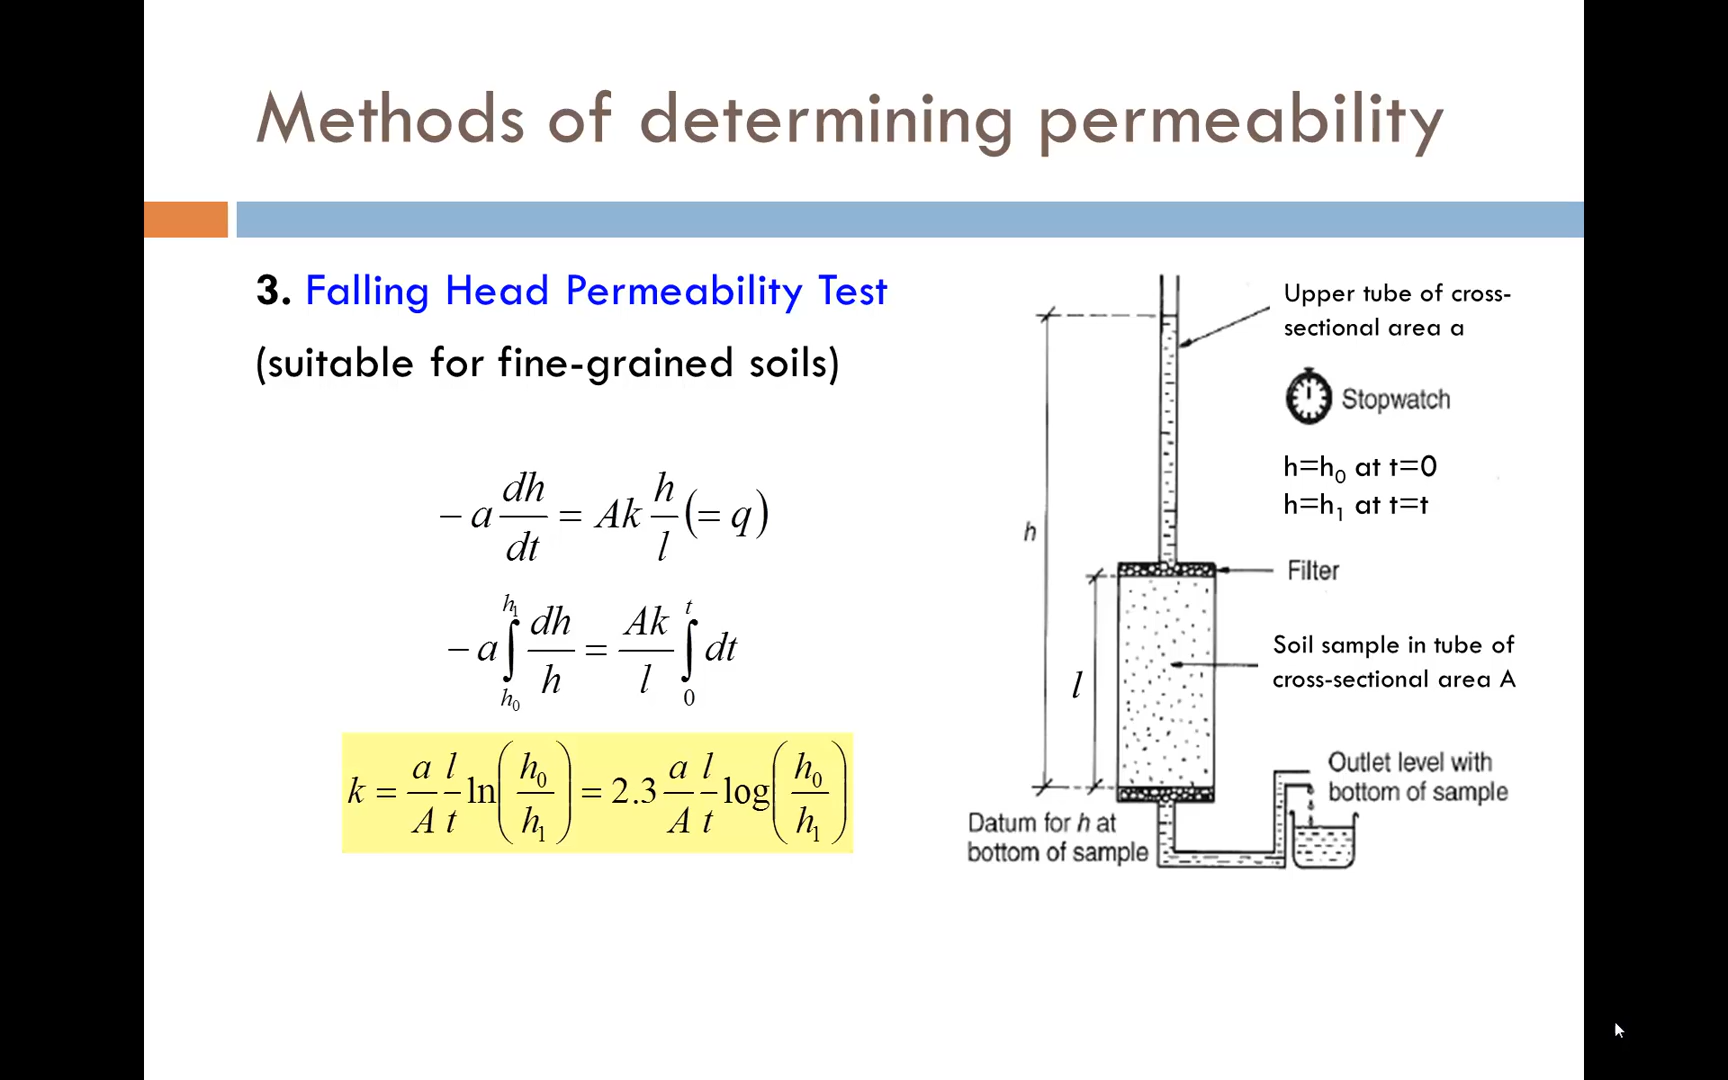 Methods of determining permeability
3. Falling Head Permeability Test
(suitable for fine-grained soils)
−a dh/dt = Ak h/l (= q)
−a ∫_{h₀}^{h₁} dh/h = Ak/l ∫_{0}^{t} dt
k = a/A l/t ln(h₀/h₁) = 2.3 a/A l/t log(h₀/h₁)
Upper tube of cross-
sectional area a
Stopwatch
h=h₀ at t=0
h=h₁ at t=t
h
Filter
Soil sample in tube of
cross-sectional area A
l
Outlet level with
bottom of sample
Datum for h at
bottom of sample